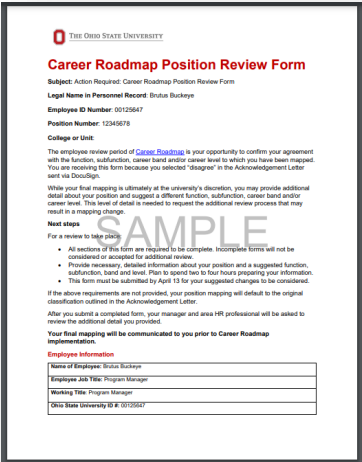 THE OHIO STATE UNIVERSITY
Career Roadmap Position Review Form
Subject: Action Required: Career Roadmap Position Review Form
Legal Name in Personnel Record: Brutus Buckeye
Employee ID Number: 00125647
Position Number: 12345678
College or Unit:
The employee review period of Career Roadmap is your opportunity to confirm your agreement
with the function, subfunction, career band and/or career level to which you have been mapped.
You are receiving this form because you selected “disagree” in the Acknowledgement Letter
sent via DocuSign.
While your final mapping is ultimately at the university's discretion, you may provide additional
detail about your position and suggest a different function, subfunction, career band and/or
career level. This level of detail is needed to request the additional review process that may
result in a mapping change.
SAMPLE
Next steps
For a review to take place:
• All sections of this form are required to be complete. Incomplete forms will not be
considered or accepted for additional review.
• Provide necessary, detailed information about your position and a suggested function,
subfunction, band and level. Plan to spend two to four hours preparing your information.
• This form must be submitted by April 13 for your suggested changes to be considered.
If the above requirements are not provided, your position mapping will default to the original
classification outlined in the Acknowledgement Letter.
After you submit a completed form, your manager and area HR professional will be asked to
review the additional detail you provided.
Your final mapping will be communicated to you prior to Career Roadmap
implementation.
Employee Information
Name of Employee: Brutus Buckeye
Employee Job Title: Program Manager
Working Title: Program Manager
Ohio State University ID #: 00125647